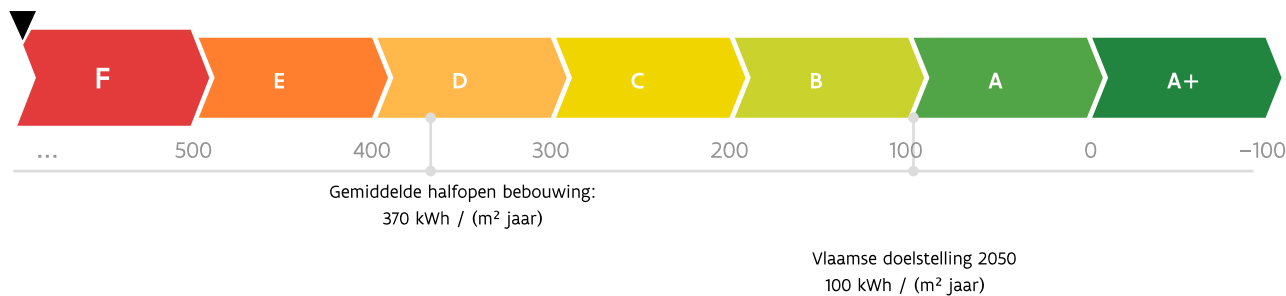 F E D C B A A+
... 500 400 300 200 100 0 −100
Gemiddelde halfopen bebouwing:
370 kWh / (m² jaar)
Vlaamse doelstelling 2050
100 kWh / (m² jaar)